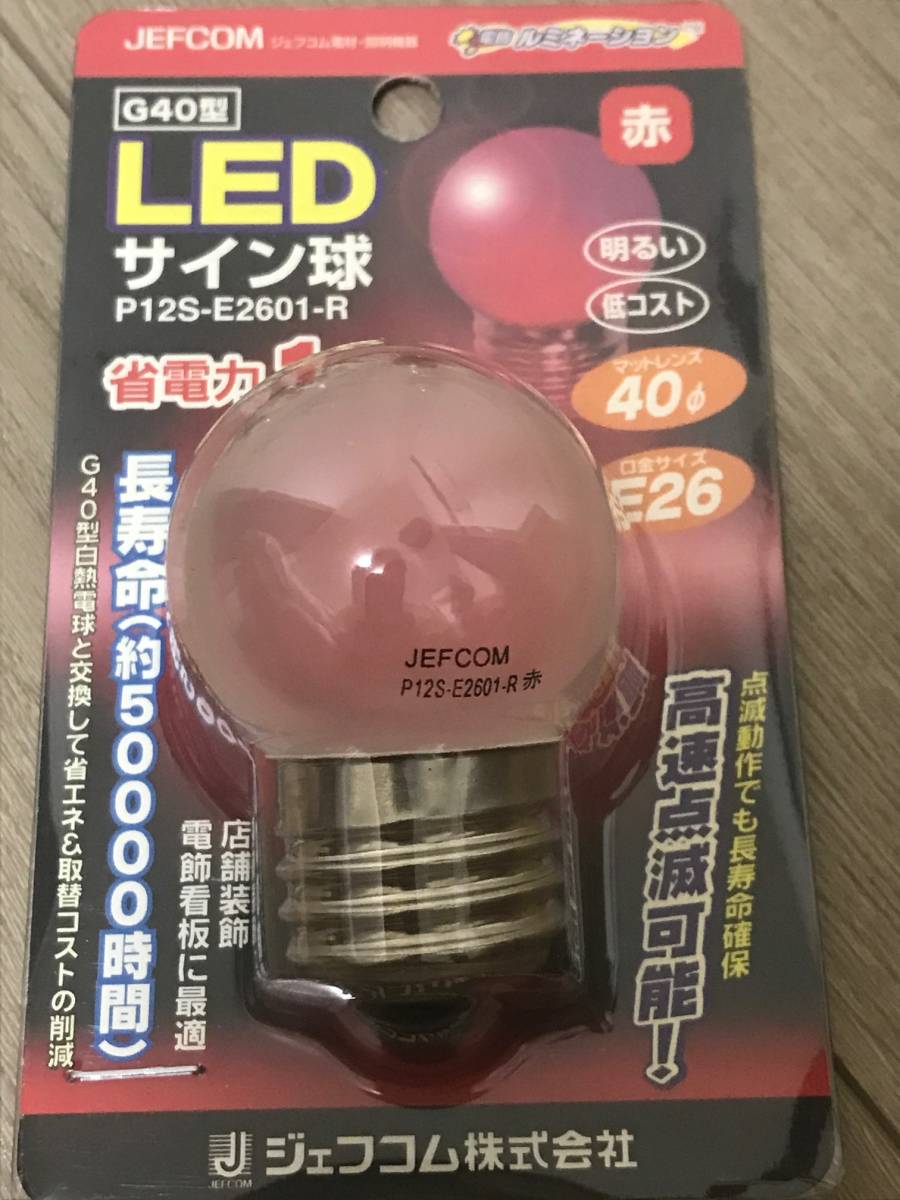 JEFCOM ジェフコム電材・照明機器
電飾 ルミネーション
G40型
赤
LED
サイン球
P12S-E2601-R
明るい
低コスト
省電力1
マットレンズ
40φ
口金サイズ
E26
長寿命(約50000時間)
G40型白熱電球と交換して省エネ&取替コストの削減
JEFCOM
P12S-E2601-R 赤
店舗装飾
電飾看板に最適
点滅動作でも長寿命確保
高速点滅可能!
ジェフコム株式会社
JEFCOM